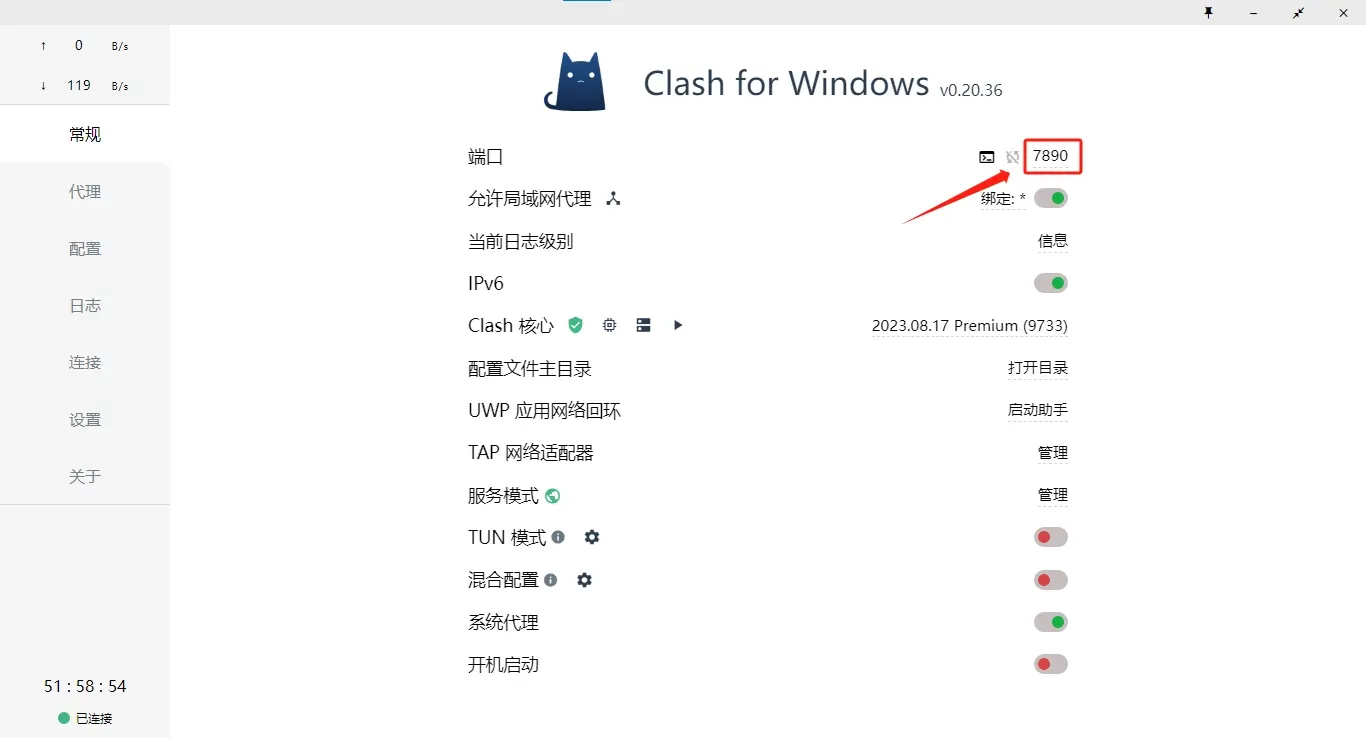 ↑ 0 B/s
↓ 119 B/s
常规
代理
配置
日志
连接
设置
关于
51 : 58 : 54
已连接
Clash for Windows v0.20.36
端口 7890
允许局域网代理 绑定: *
当前日志级别 信息
IPv6
Clash 核心 2023.08.17 Premium (9733)
配置文件主目录 打开目录
UWP 应用网络回环 启动助手
TAP 网络适配器 管理
服务模式 管理
TUN 模式
混合配置
系统代理
开机启动